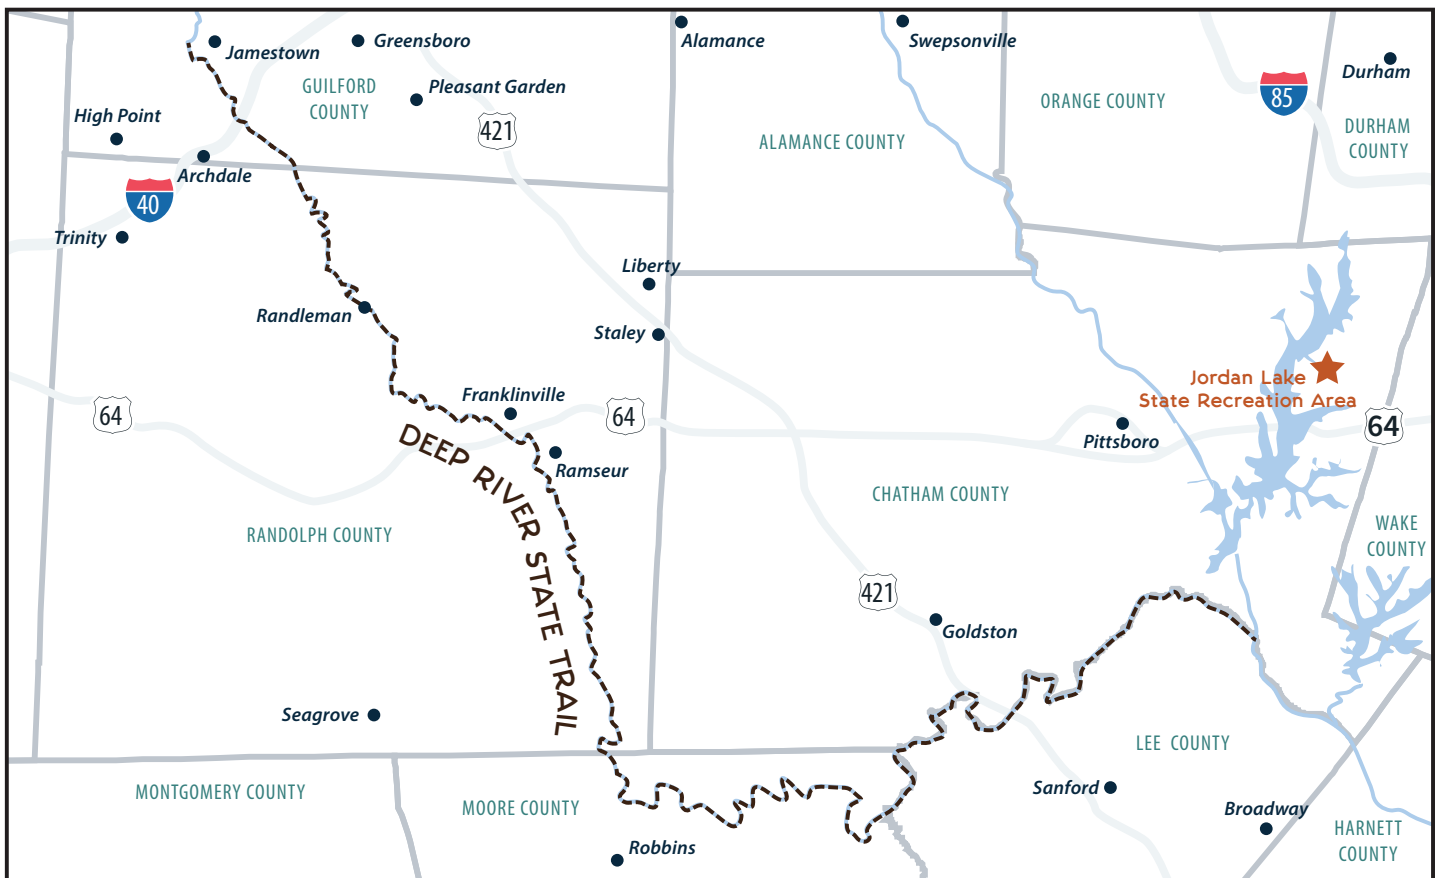 Jamestown
Greensboro
Alamance
Swepsonville
Durham
GUILFORD
COUNTY
Pleasant Garden
ORANGE COUNTY
85
High Point
421
ALAMANCE COUNTY
DURHAM
COUNTY
Archdale
40
Trinity
Liberty
Randleman
Staley
Jordan Lake
State Recreation Area
Franklinville
64
64
64
Pittsboro
DEEP RIVER STATE TRAIL
Ramseur
CHATHAM COUNTY
RANDOLPH COUNTY
WAKE
COUNTY
421
Goldston
Seagrove
LEE COUNTY
MONTGOMERY COUNTY
MOORE COUNTY
Sanford
Broadway
HARNETT
COUNTY
Robbins